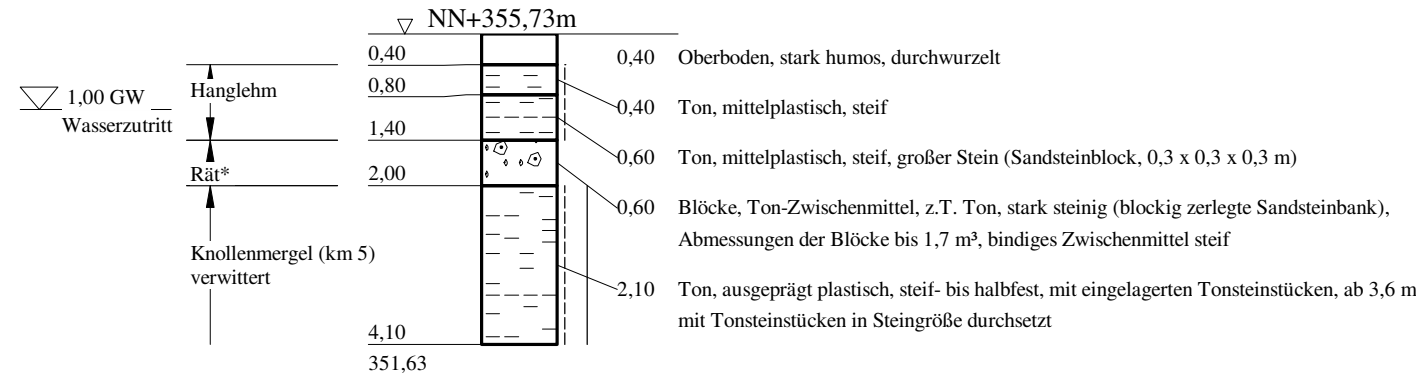 NN+355,73m
0,40
0,40 Oberboden, stark humos, durchwurzelt
Hanglehm
0,80
1,00 GW
Wasserzutritt
0,40 Ton, mittelplastisch, steif
1,40
0,60 Ton, mittelplastisch, steif, großer Stein (Sandsteinblock, 0,3 x 0,3 x 0,3 m)
Rät*
2,00
0,60 Blöcke, Ton-Zwischenmittel, z.T. Ton, stark steinig (blockig zerlegte Sandsteinbank),
Abmessungen der Blöcke bis 1,7 m³, bindiges Zwischenmittel steif
Knollenmergel (km 5)
verwittert
2,10 Ton, ausgeprägt plastisch, steif- bis halbfest, mit eingelagerten Tonsteinstücken, ab 3,6 m
mit Tonsteinstücken in Steingröße durchsetzt
4,10
351,63